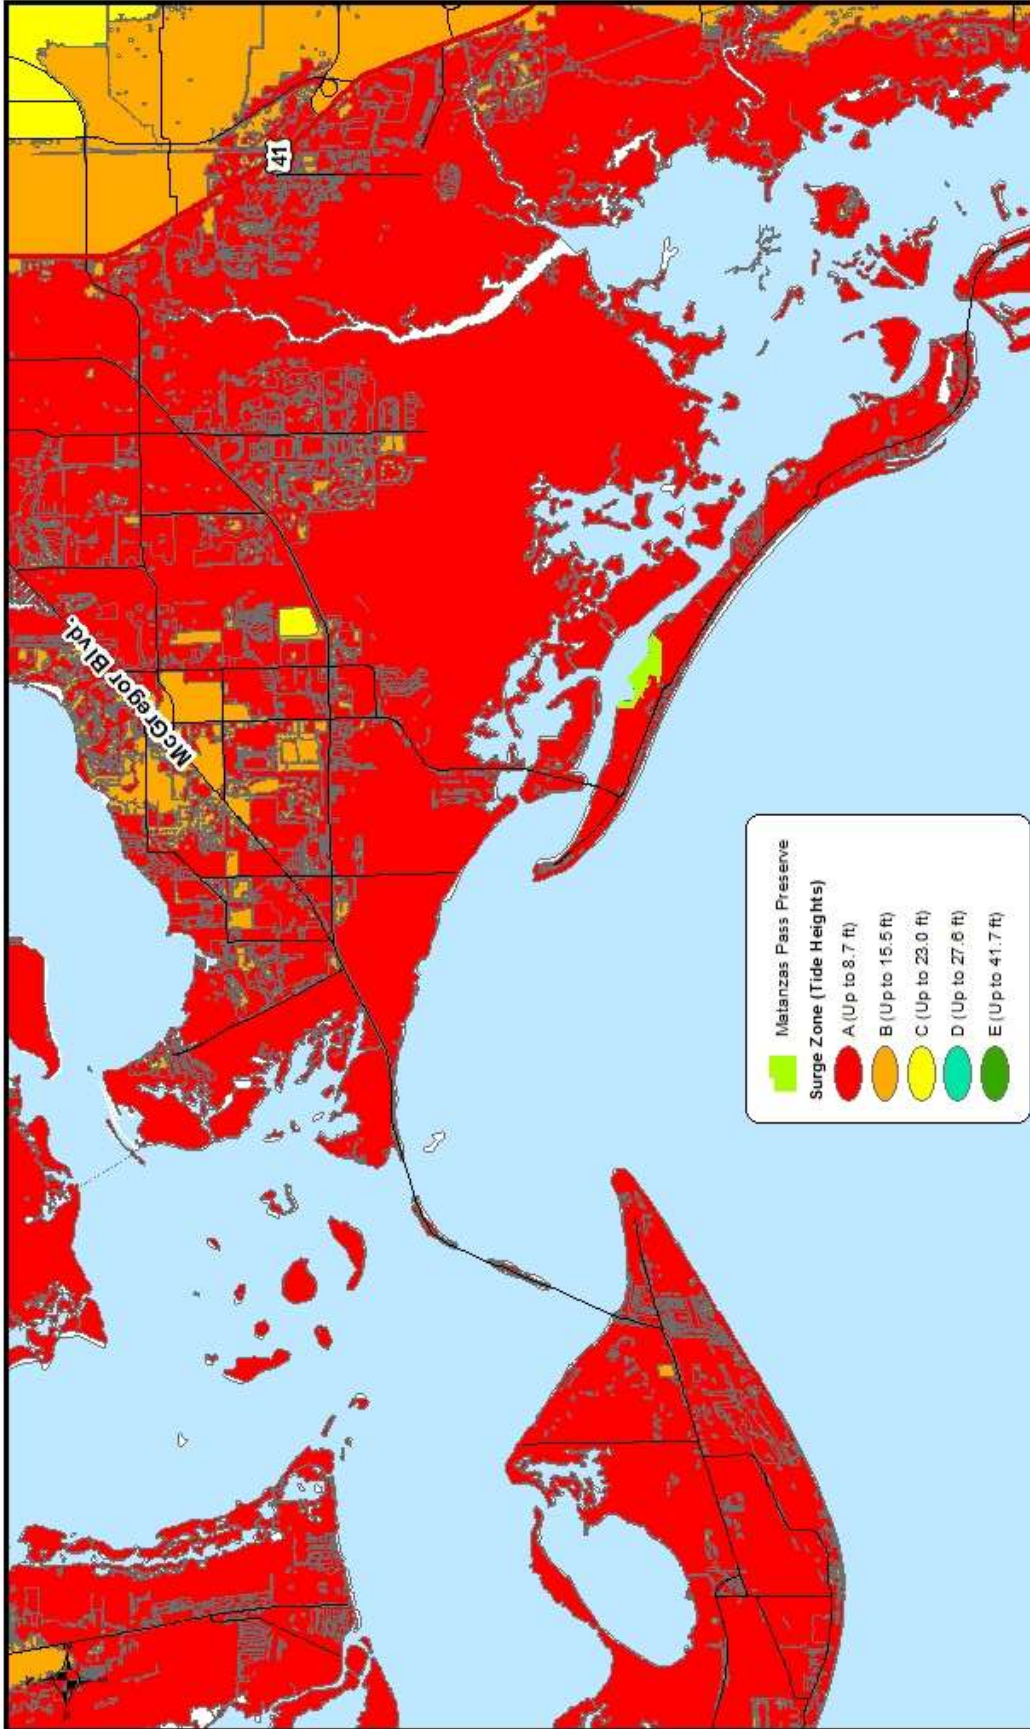 41
McGregor Blvd.
Matanzas Pass Preserve
Surge Zone (Tide Heights)
A (Up to 8.7 ft)
B (Up to 15.5 ft)
C (Up to 23.0 ft)
D (Up to 27.6 ft)
E (Up to 41.7 ft)